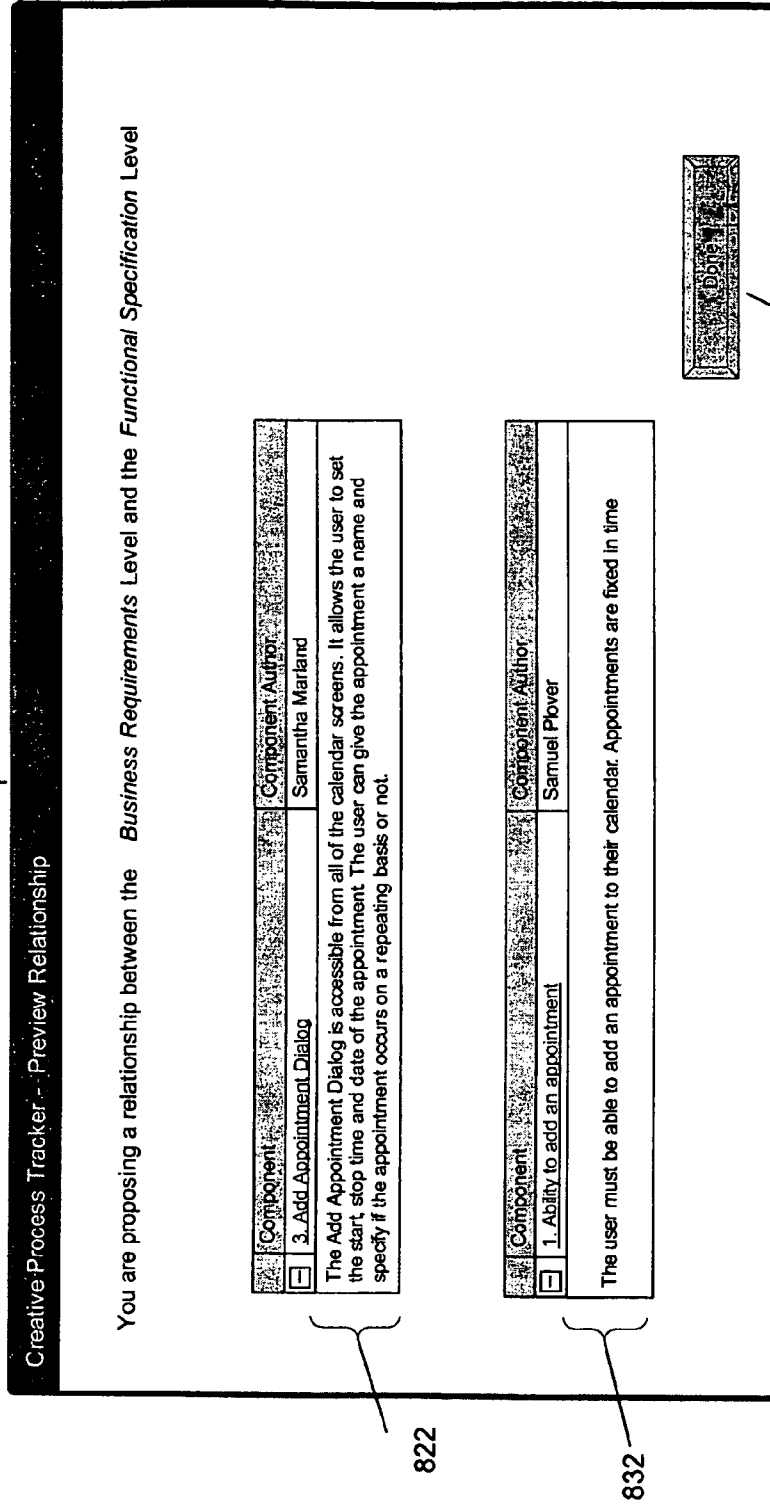 Creative Process Tracker - Preview Relationship
You are proposing a relationship between the Business Requirements Level and the Functional Specification Level
Component Component Author
3. Add Appointment Dialog Samantha Marland
The Add Appointment Dialog is accessible from all of the calendar screens. It allows the user to set
the start, stop time and date of the appointment. The user can give the appointment a name and
specify if the appointment occurs on a repeating basis or not.
822
Component Component Author
1. Ability to add an appointment Samuel Plover
The user must be able to add an appointment to their calendar. Appointments are fixed in time
832
Done